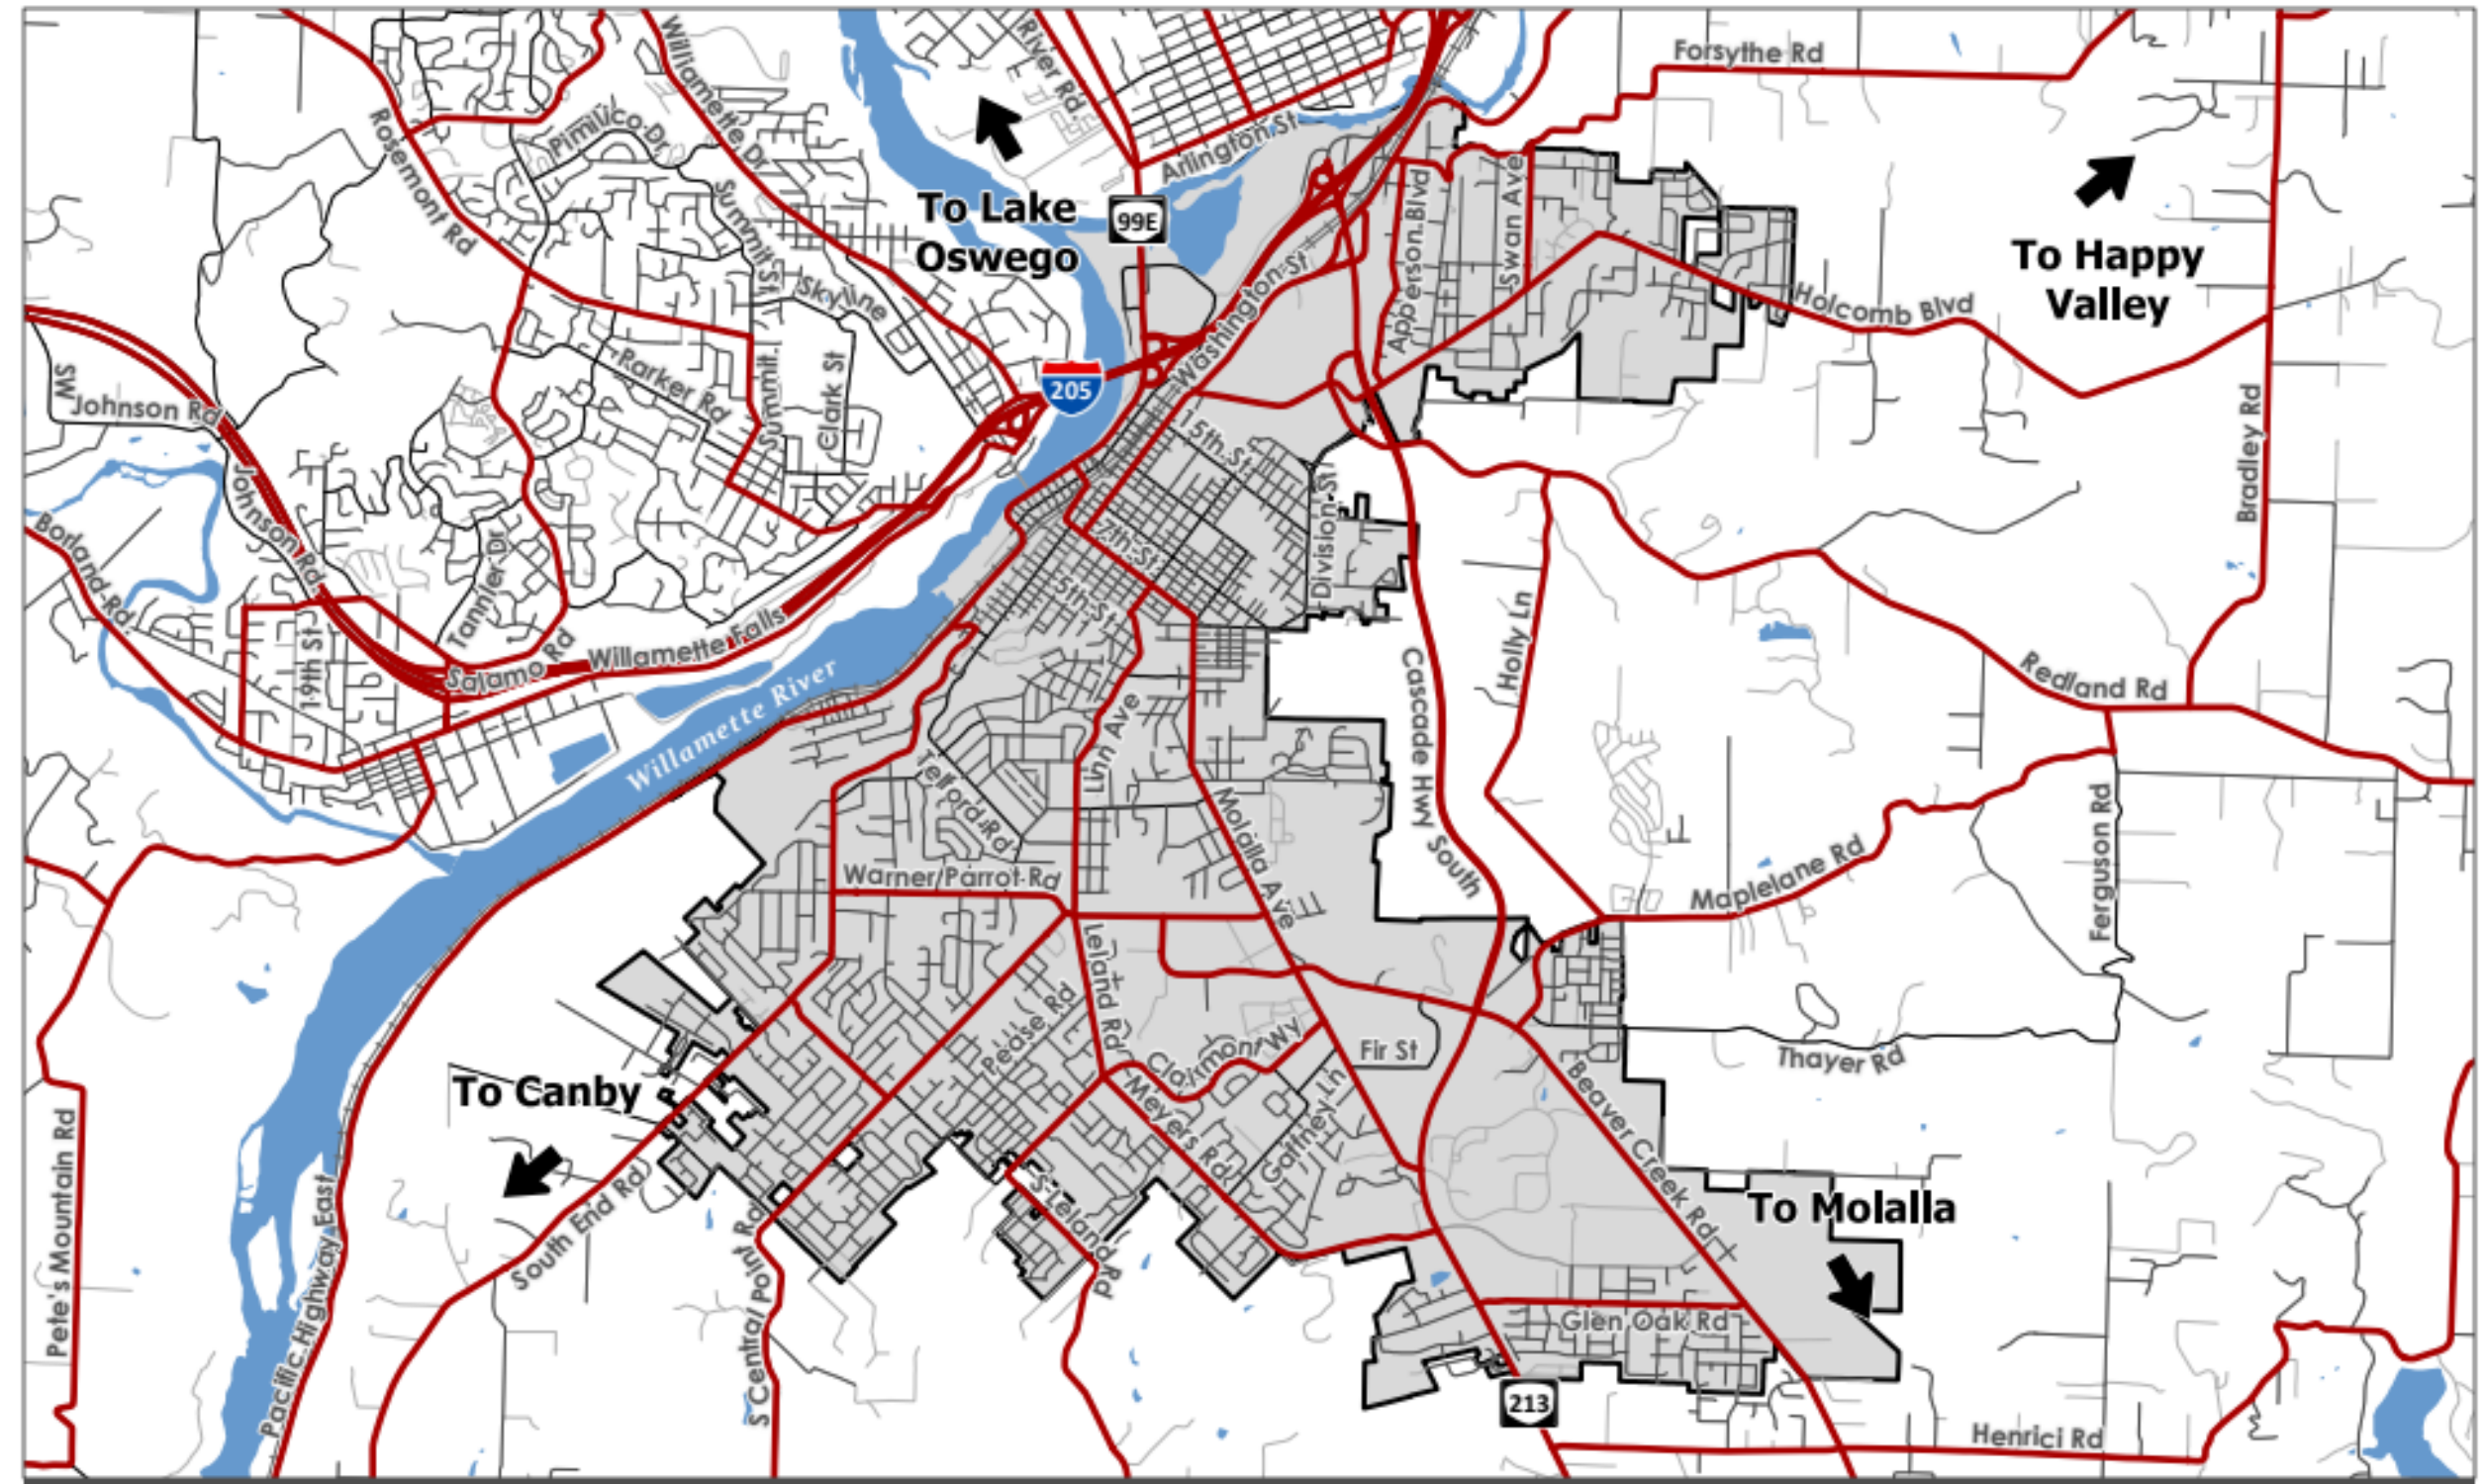 River Rd.
Forsythe Rd
Willamette Dr
Rosemont Rd
Pimilico Dr
Arlington St
To Lake
Oswego
99E
Summit St
Skyline
Apperson Blvd
Swan Ave
To Happy
Valley
Holcomb Blvd
Washington St
SW
Johnson Rd
Parker Rd
Summit
Clark St
205
15th St
Bradley Rd
Johnson Rd
Borland Rd
Tannler Dr
7th St
Division St
5th St
19th St
Salamo Rd
Willamette Falls
Willamette River
Holly Ln
Cascade Hwy South
Redland Rd
Linn Ave
Telford Rd
Molalla Ave
Warner Parrot Rd
Maplelane Rd
Ferguson Rd
Leland Rd
Pease Rd
Clairmont Wy
Fir St
Thayer Rd
To Canby
Meyers Rd
Gaffney Ln
Beaver Creek Rd
Pete's Mountain Rd
Pacific Highway East
South End Rd
S Central Point Rd
S Leland Rd
To Molalla
Glen Oak Rd
213
Henrici Rd